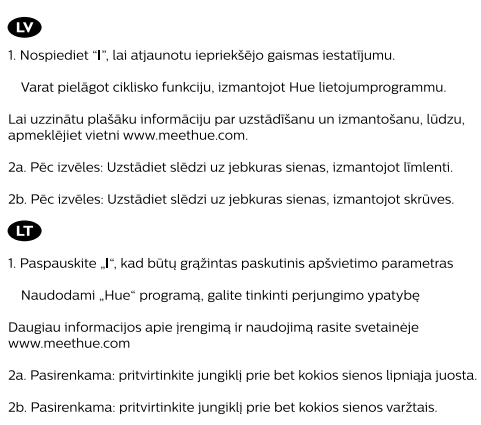 LV
1. Nospiediet “I”, lai atjaunotu iepriekšējo gaismas iestatījumu.
Varat pielāgot ciklisko funkciju, izmantojot Hue lietojumprogrammu.
Lai uzzinātu plašāku informāciju par uzstādīšanu un izmantošanu, lūdzu,
apmeklējiet vietni www.meethue.com.
2a. Pēc izvēles: Uzstādiet slēdzi uz jebkuras sienas, izmantojot līmlenti.
2b. Pēc izvēles: Uzstādiet slēdzi uz jebkuras sienas, izmantojot skrūves.
LT
1. Paspauskite „I“, kad būtų grąžintas paskutinis apšvietimo parametras
Naudodami „Hue“ programą, galite tinkinti perjungimo ypatybę
Daugiau informacijos apie įrengimą ir naudojimą rasite svetainėje
www.meethue.com
2a. Pasirenkama: pritvirtinkite jungiklį prie bet kokios sienos lipniąja juosta.
2b. Pasirenkama: pritvirtinkite jungiklį prie bet kokios sienos varžtais.